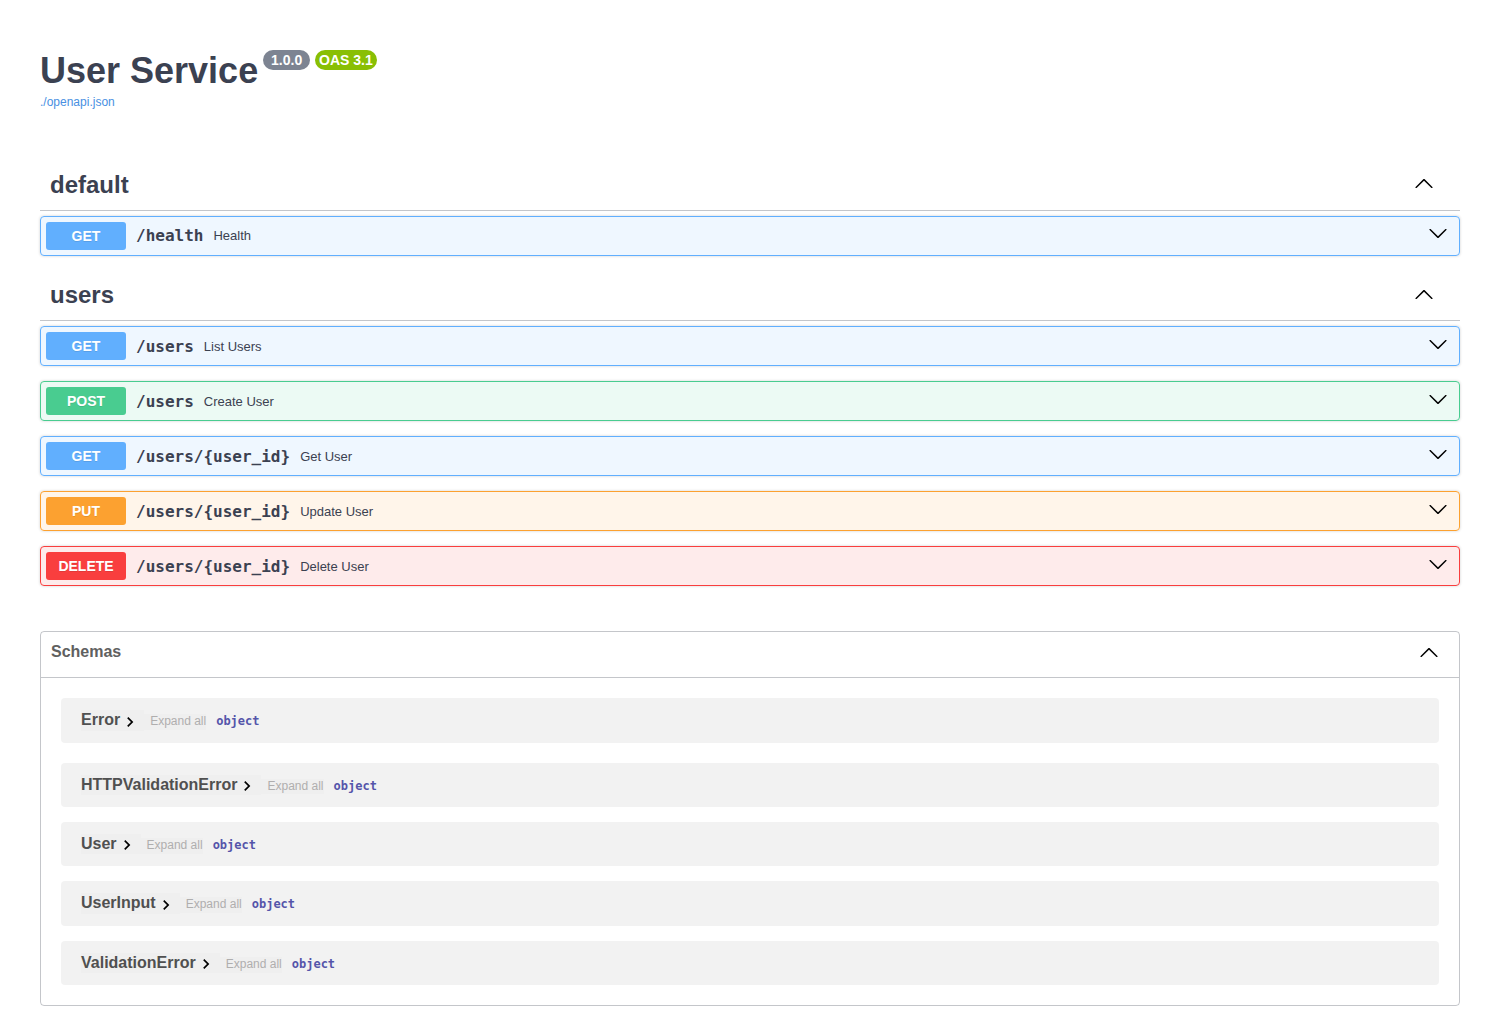 User Service 1.0.0 OAS 3.1
./openapi.json
default
GET /health Health
users
GET /users List Users
POST /users Create User
GET /users/{user_id} Get User
PUT /users/{user_id} Update User
DELETE /users/{user_id} Delete User
Schemas
Error Expand all object
HTTPValidationError Expand all object
User Expand all object
UserInput Expand all object
ValidationError Expand all object